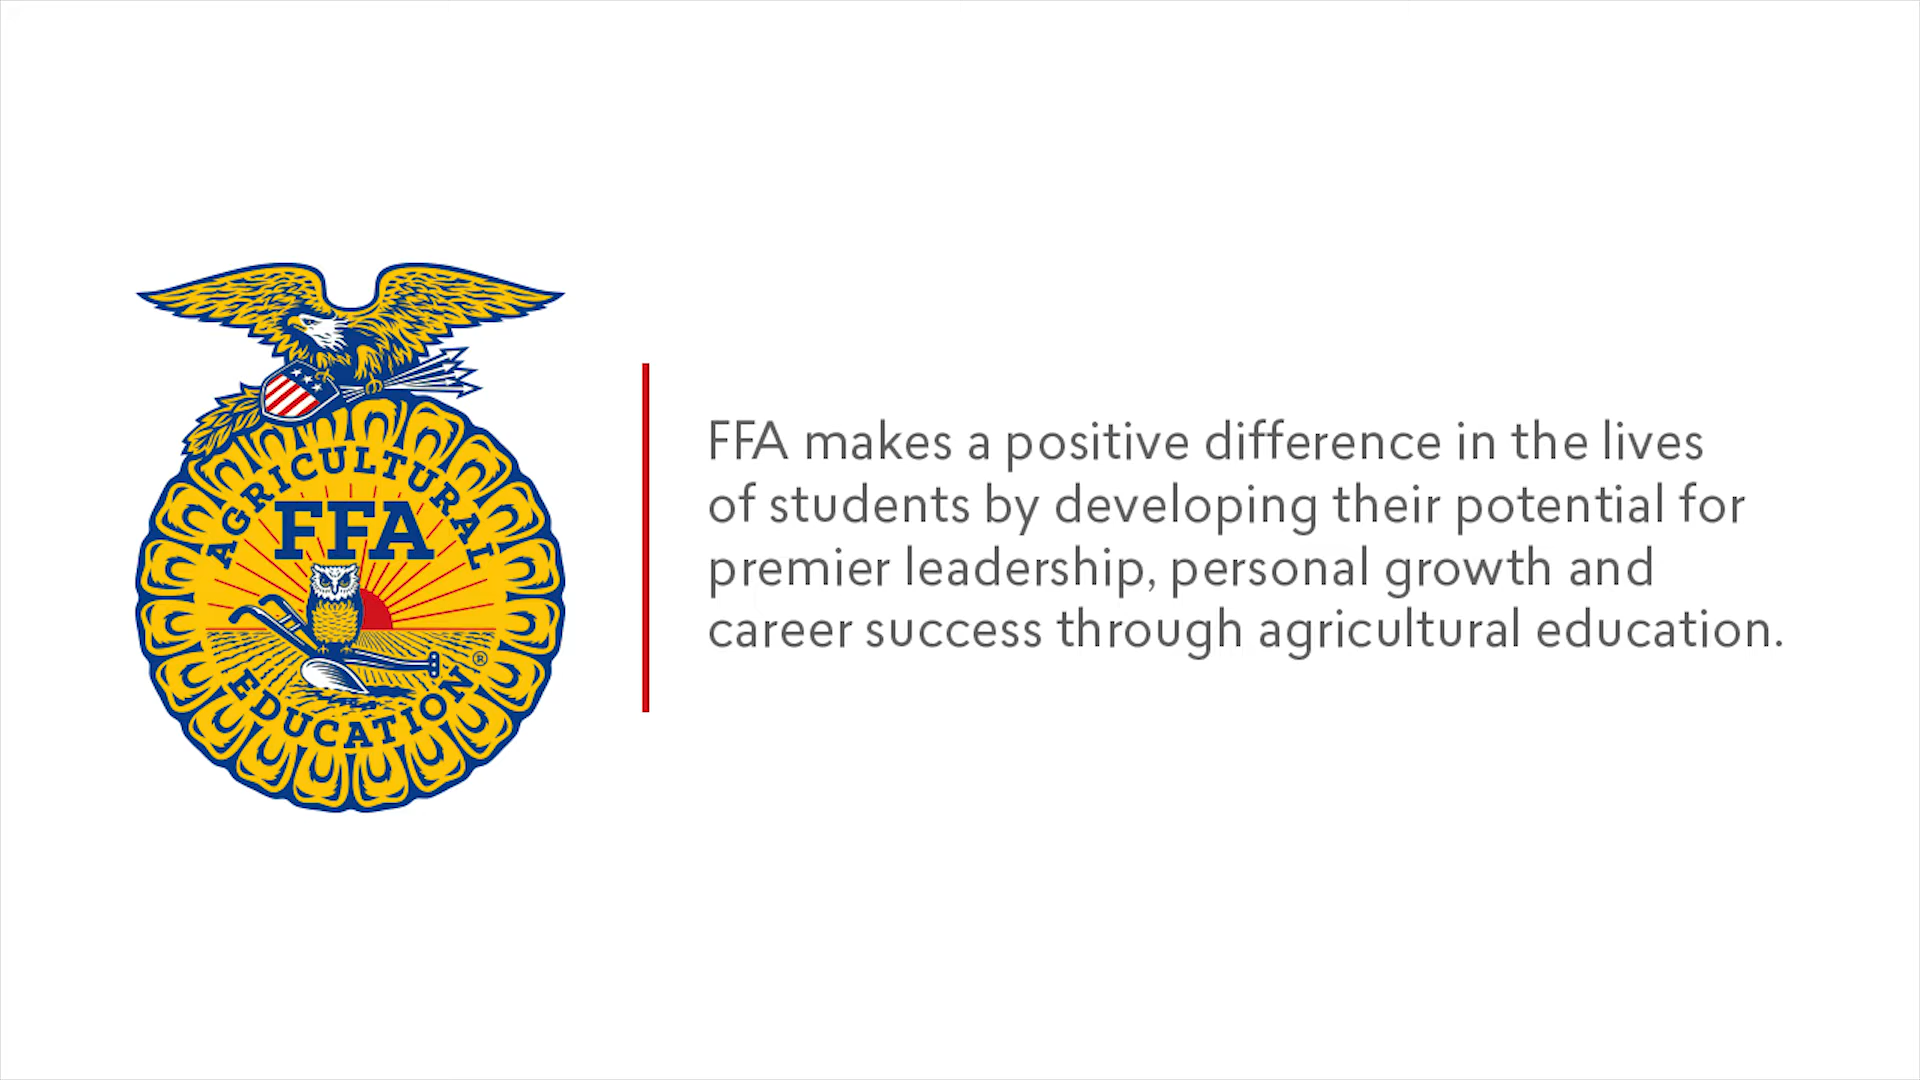 AGRICULTURAL
FFA
EDUCATION
®
FFA makes a positive difference in the lives
of students by developing their potential for
premier leadership, personal growth and
career success through agricultural education.